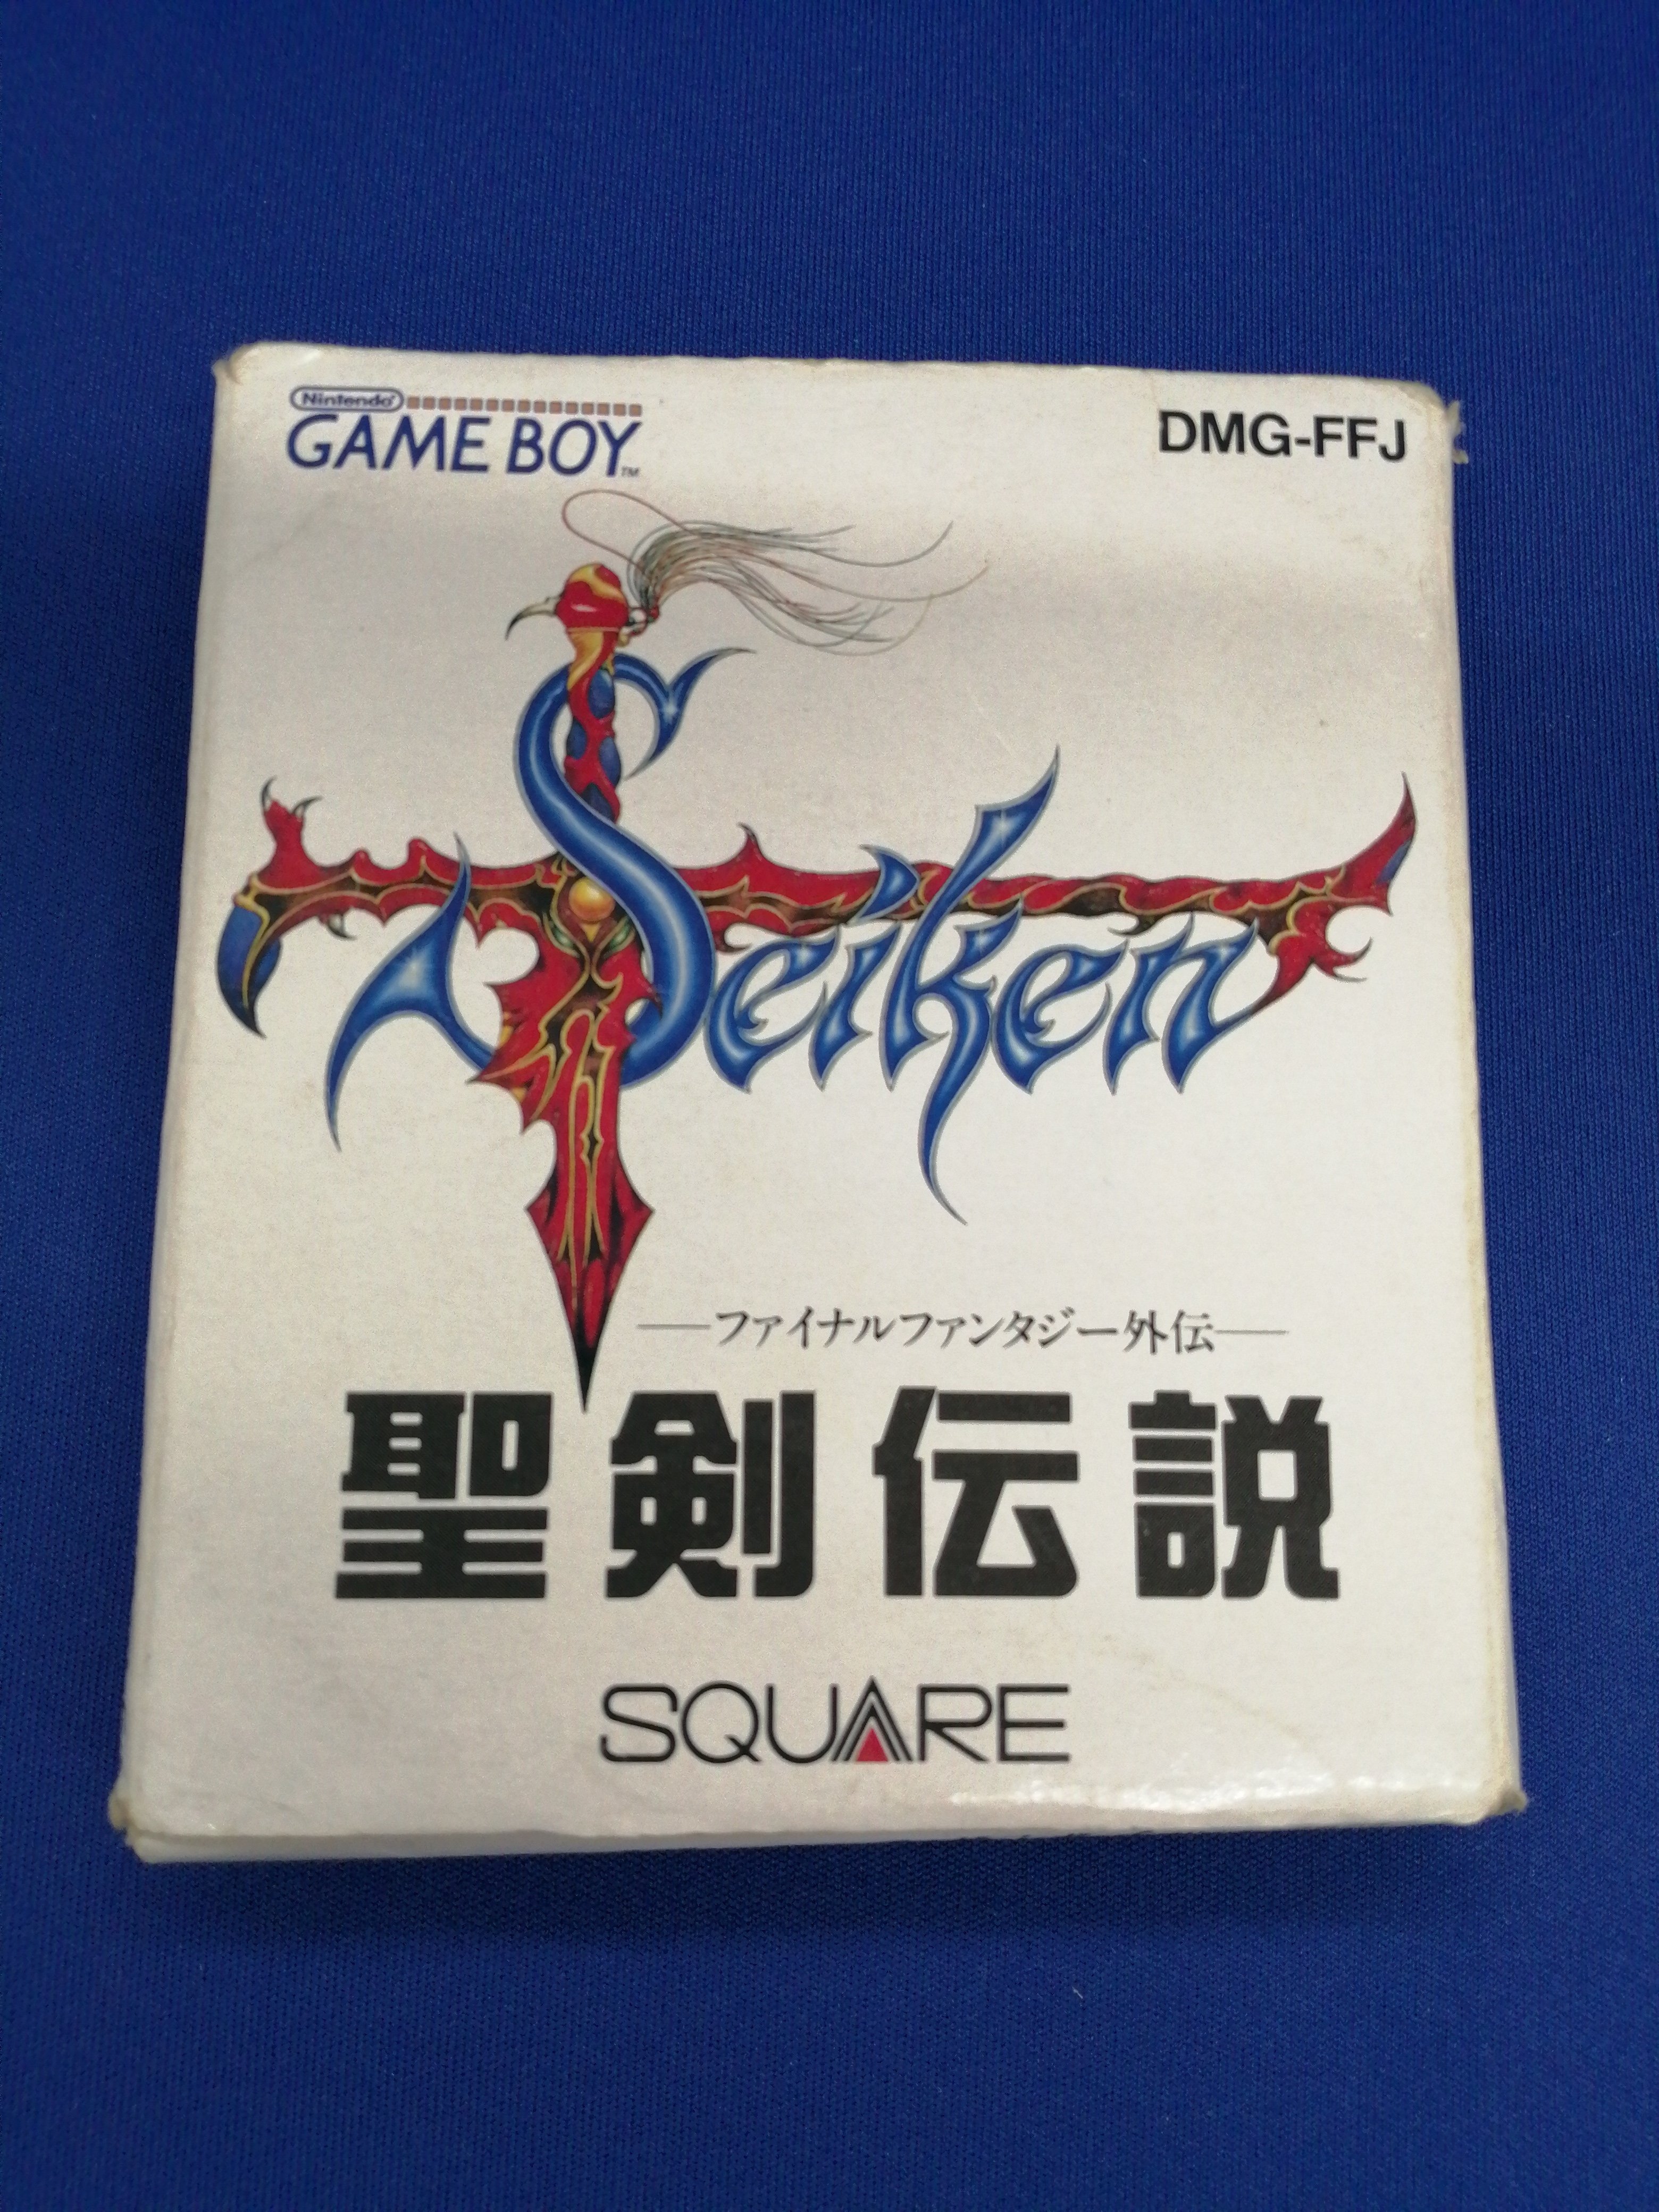 Nintendo
GAME BOY™
DMG-FFJ
Seiken
―ファイナルファンタジー外伝―
聖剣伝説
SQUARE